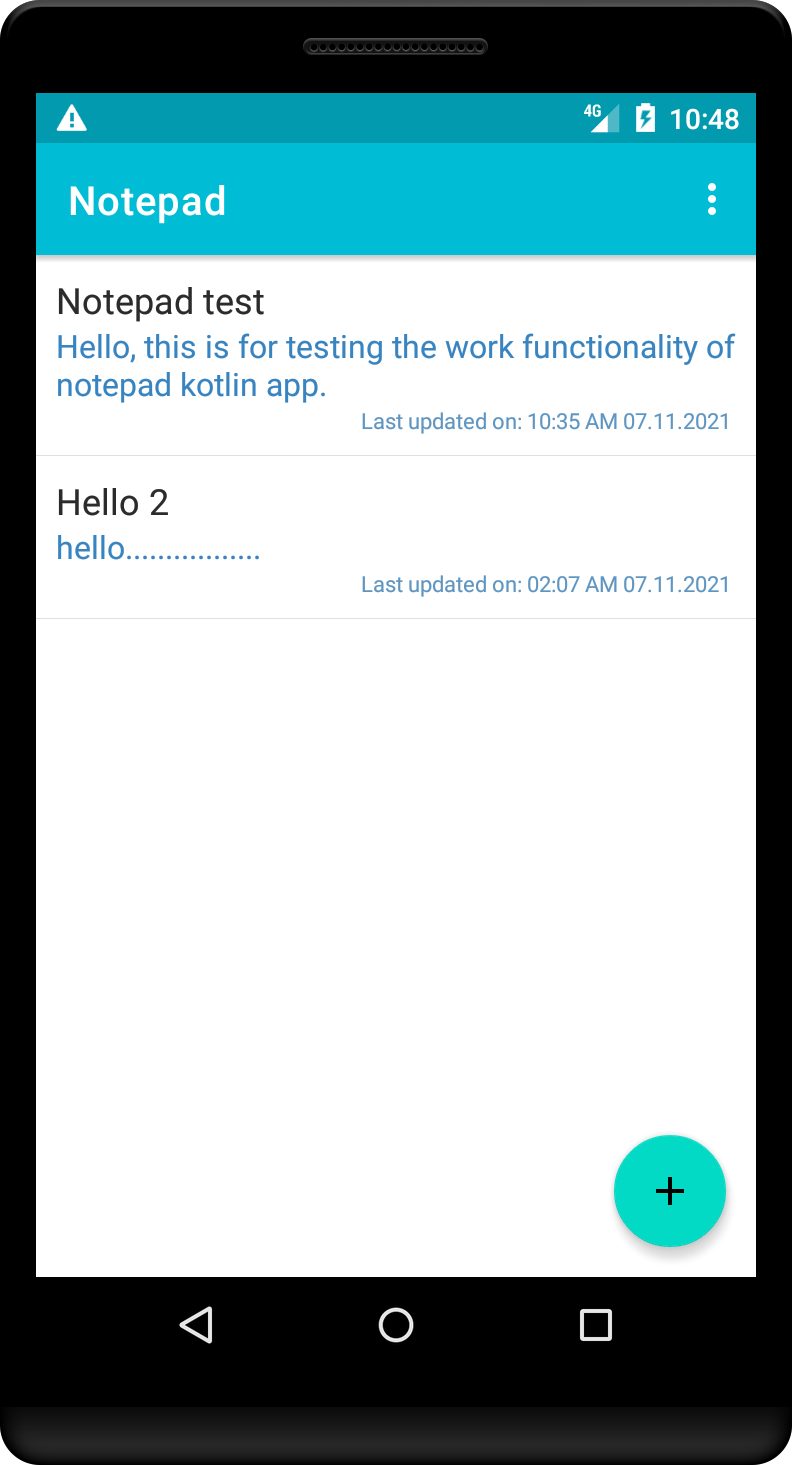 4G 10:48
Notepad
Notepad test
Hello, this is for testing the work functionality of
notepad kotlin app.
Last updated on: 10:35 AM 07.11.2021
Hello 2
hello.................
Last updated on: 02:07 AM 07.11.2021